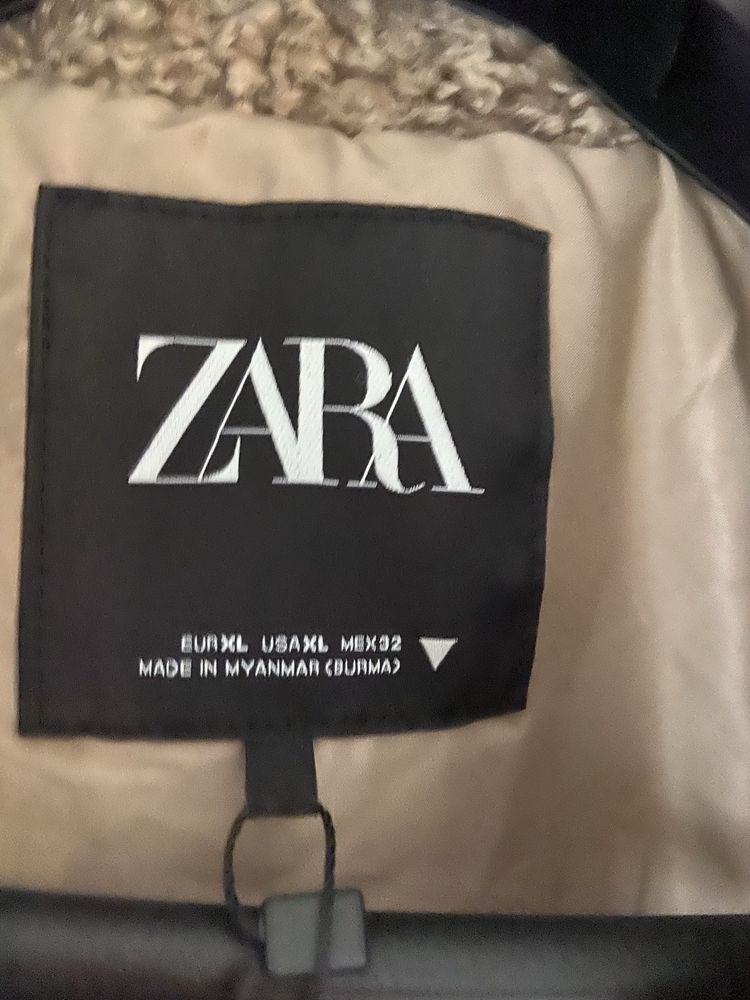 ZARA
EUR XL USA XL MEX 32
MADE IN MYANMAR (BURMA)